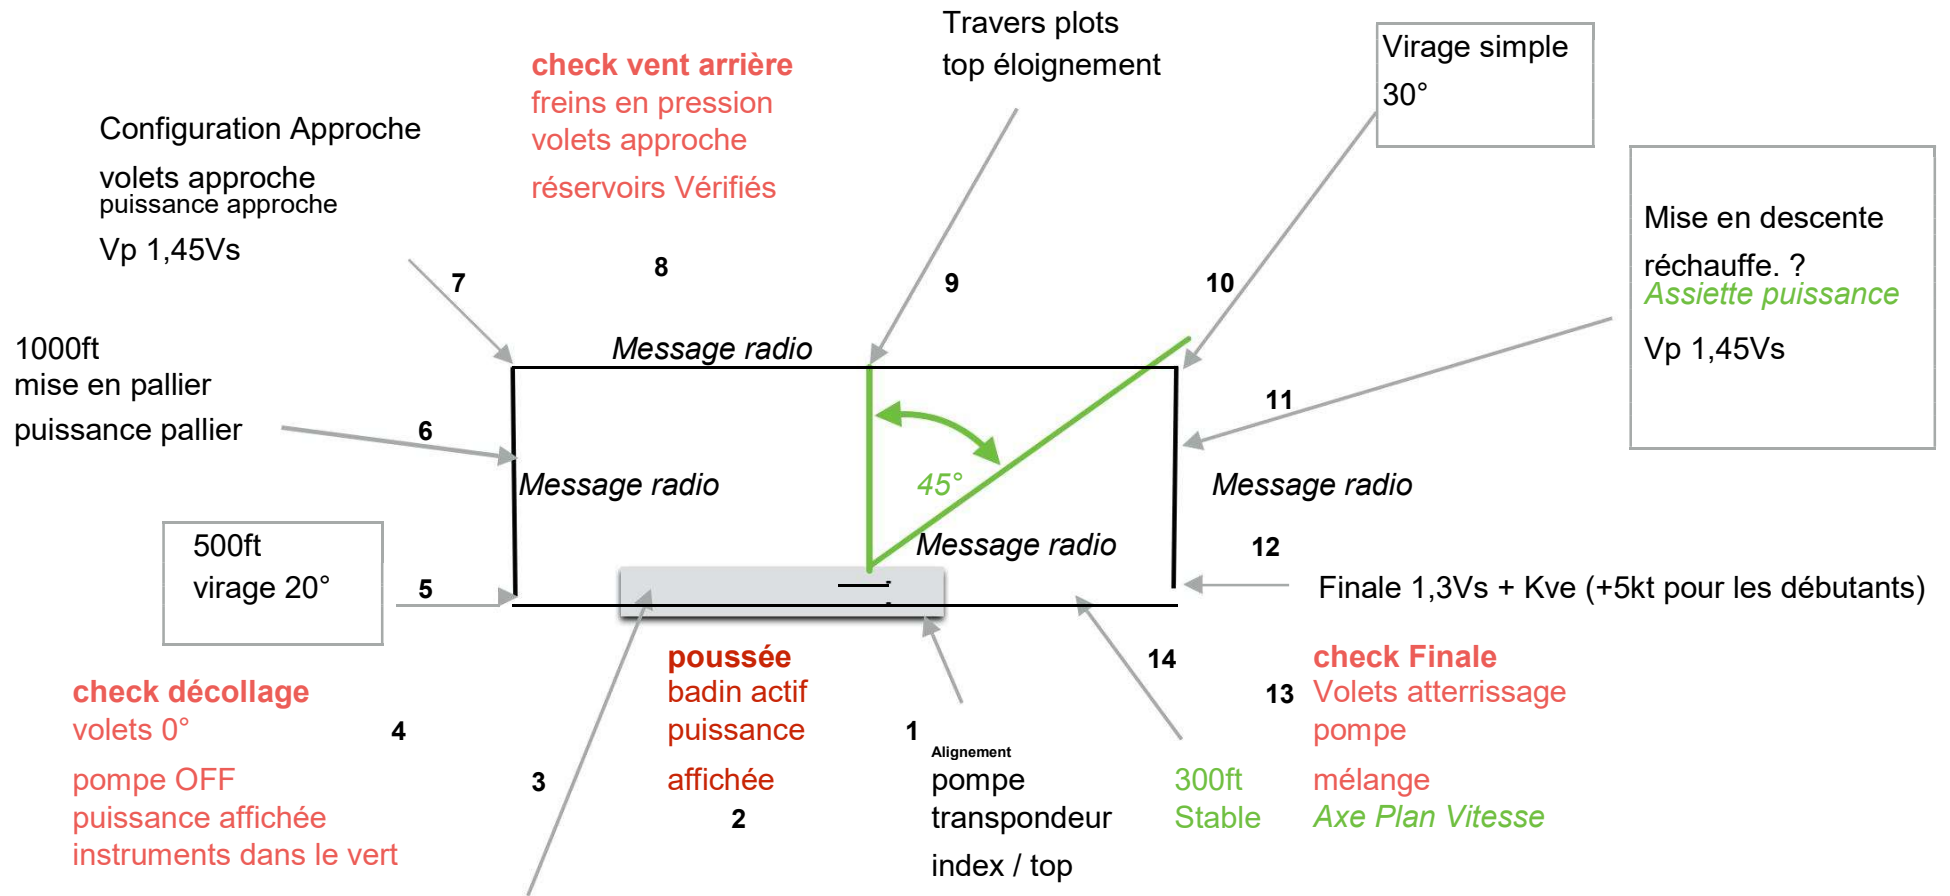 Travers plots
top éloignement
Virage simple
30°
check vent arrière
freins en pression
volets approche
réservoirs Vérifiés
Configuration Approche
volets approche
puissance approche
Vp 1,45Vs
Mise en descente
réchauffe. ?
Assiette puissance
Vp 1,45Vs
7
8
9
10
11
1000ft
mise en pallier
puissance pallier
6
Message radio
Message radio
45°
Message radio
Message radio
500ft
virage 20°
5
12
Finale 1,3Vs + Kve (+5kt pour les débutants)
check décollage
volets 0°
pompe OFF
puissance affichée
instruments dans le vert
4
3
poussée
badin actif
puissance
affichée
2
1
Alignement
pompe
transpondeur
index / top
14
300ft
Stable
13
check Finale
Volets atterrissage
pompe
mélange
Axe Plan Vitesse